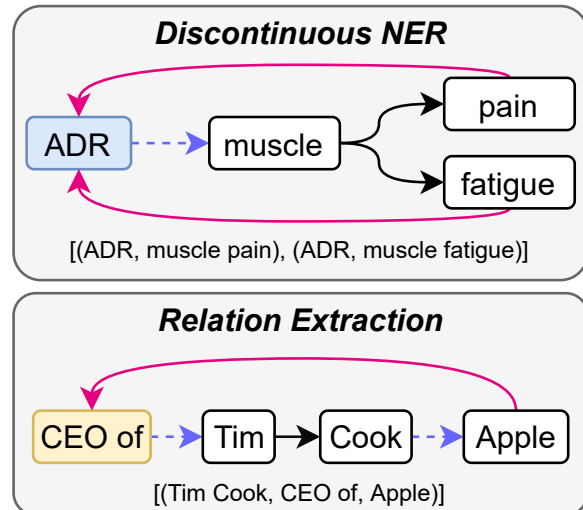 Discontinuous NER
pain
ADR
muscle
fatigue
[(ADR, muscle pain), (ADR, muscle fatigue)]
Relation Extraction
CEO of
Tim
Cook
Apple
[(Tim Cook, CEO of, Apple)]